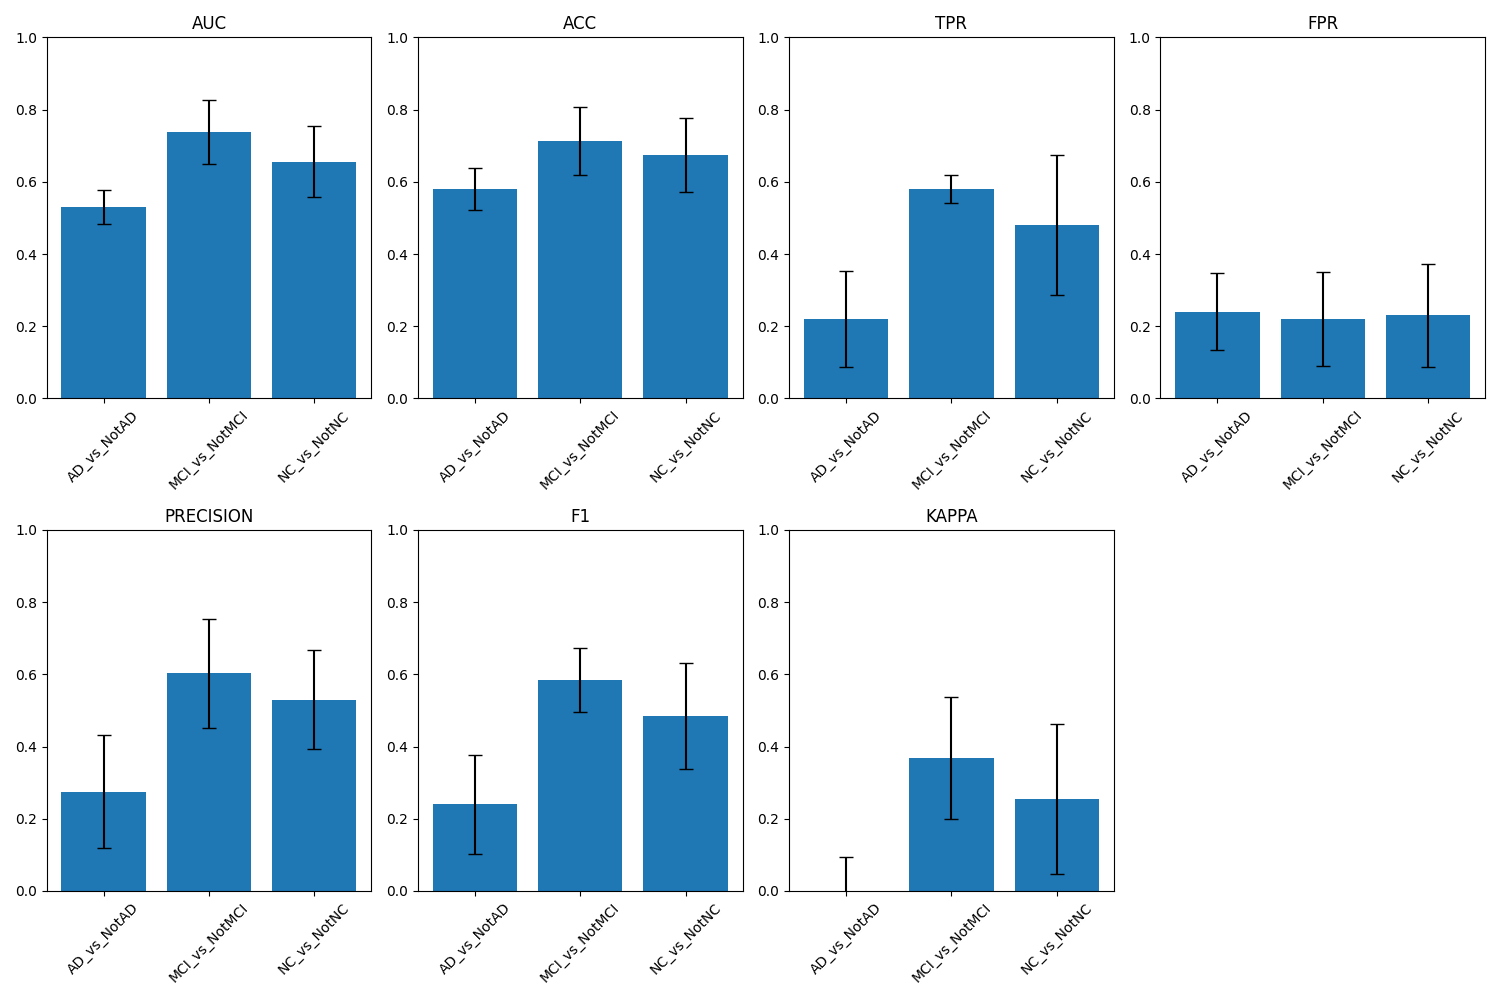 AUC
1.0
0.8
0.6
0.4
0.2
0.0
AD_vs_NotAD
MCI_vs_NotMCI
NC_vs_NotNC
ACC
1.0
0.8
0.6
0.4
0.2
0.0
AD_vs_NotAD
MCI_vs_NotMCI
NC_vs_NotNC
TPR
1.0
0.8
0.6
0.4
0.2
0.0
AD_vs_NotAD
MCI_vs_NotMCI
NC_vs_NotNC
FPR
1.0
0.8
0.6
0.4
0.2
0.0
AD_vs_NotAD
MCI_vs_NotMCI
NC_vs_NotNC
PRECISION
1.0
0.8
0.6
0.4
0.2
0.0
AD_vs_NotAD
MCI_vs_NotMCI
NC_vs_NotNC
F1
1.0
0.8
0.6
0.4
0.2
0.0
AD_vs_NotAD
MCI_vs_NotMCI
NC_vs_NotNC
KAPPA
1.0
0.8
0.6
0.4
0.2
0.0
AD_vs_NotAD
MCI_vs_NotMCI
NC_vs_NotNC